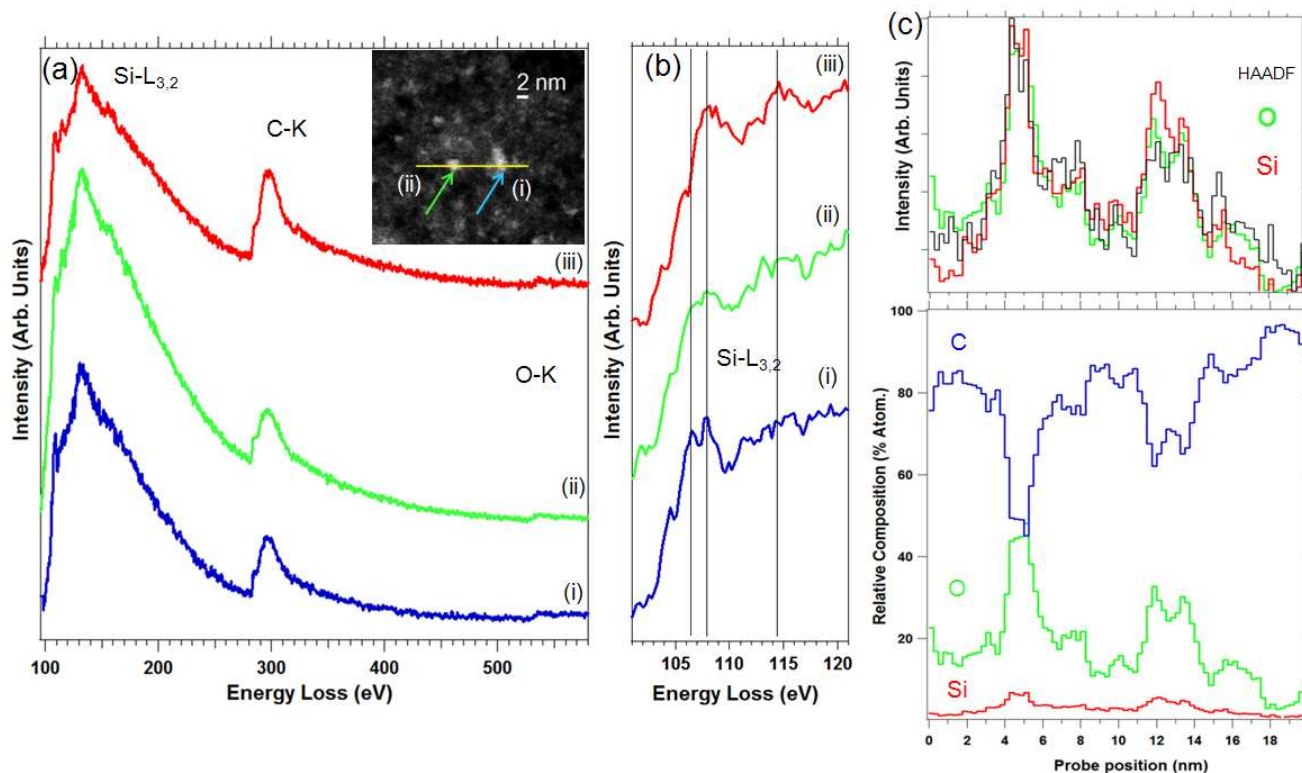 (a)
Si-L3,2
C-K
O-K
2 nm
(ii)
(i)
(iii)
(ii)
(i)
Intensity (Arb. Units)
100
200
300
400
500
Energy Loss (eV)
(b)
(iii)
(ii)
Si-L3,2
(i)
Intensity (Arb. Units)
105
110
115
120
Energy Loss (eV)
(c)
HAADF
O
Si
Intensity (Arb. Units)
100
80
60
40
20
C
O
Si
Relative Composition (% Atom.)
0
2
4
6
8
10
12
14
16
18
Probe position (nm)